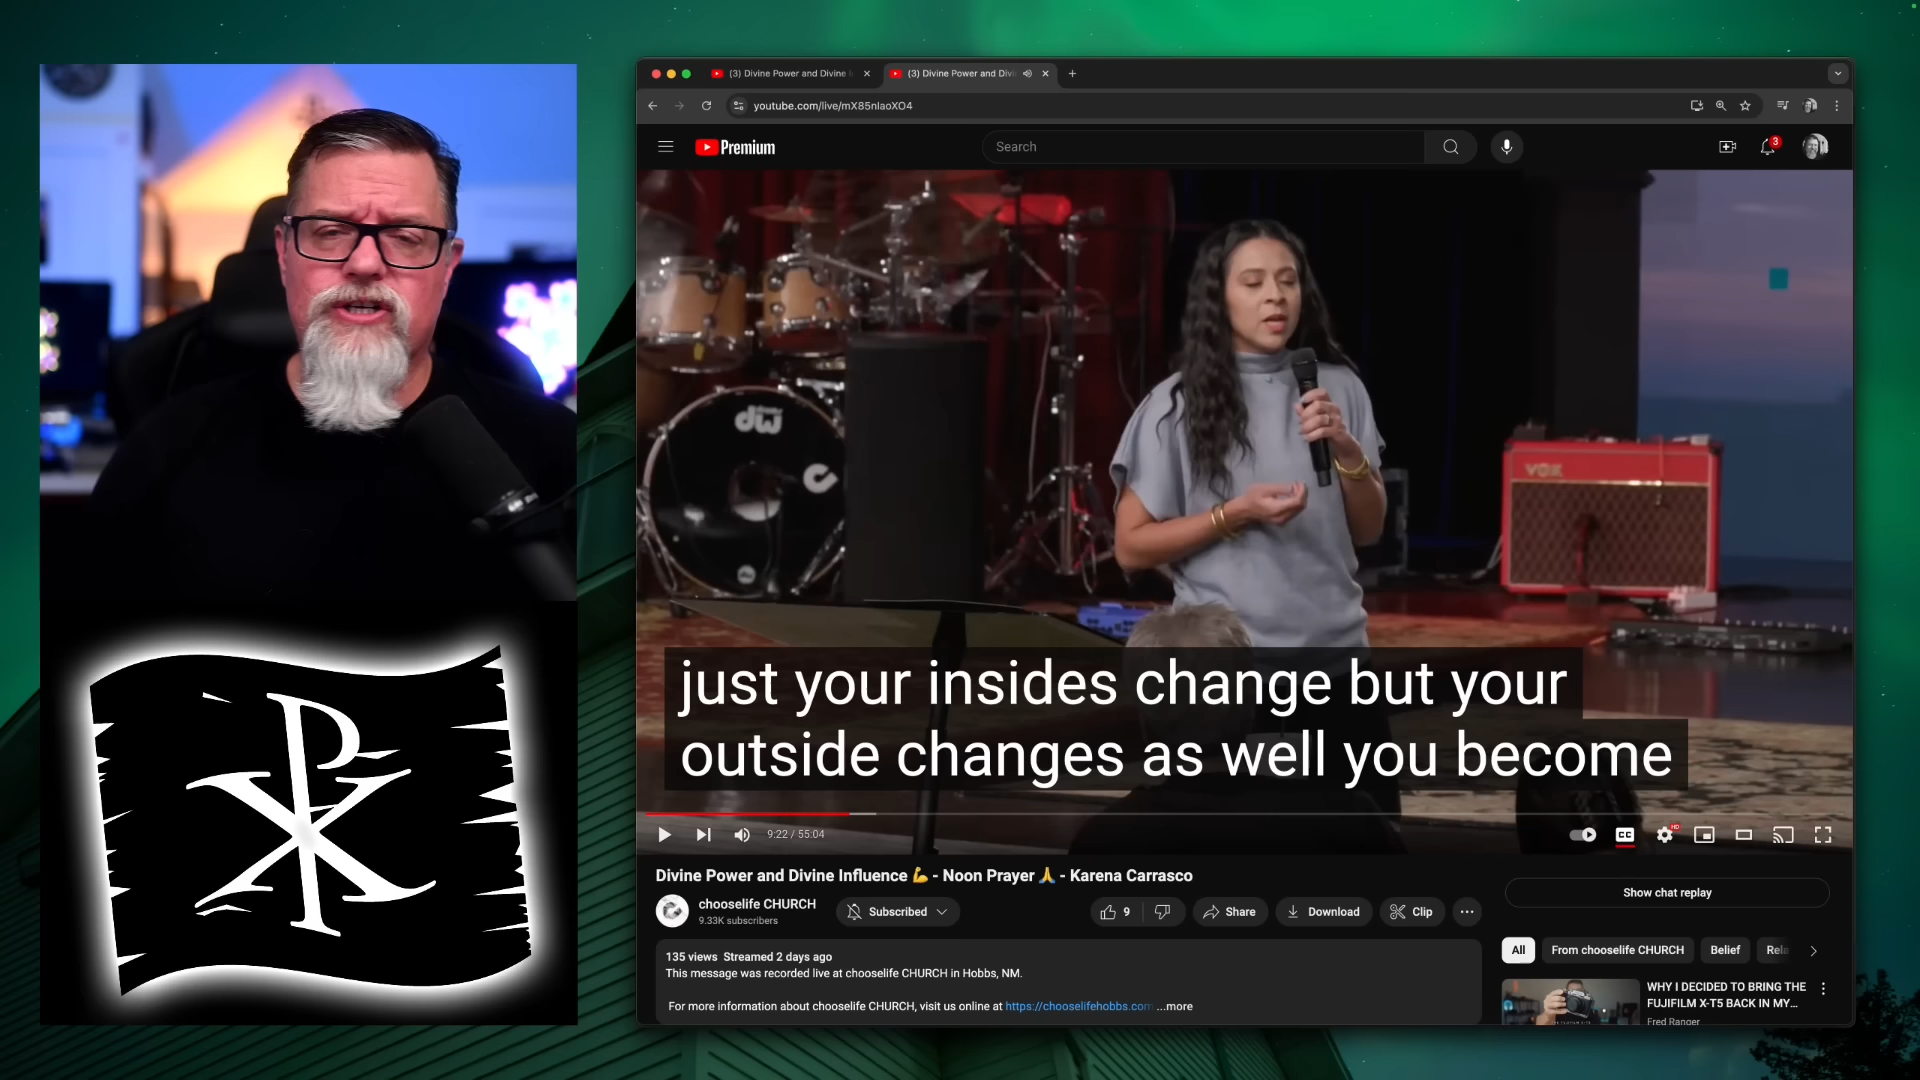 (3) Divine Power and Divine
(3) Divine Power and Divi
youtube.com/live/mX85nlaoXO4
Premium
Search
3
dw
VOX
just your insides change but your
outside changes as well you become
9:22 / 55:04
CC
HD
Divine Power and Divine Influence 💪 - Noon Prayer 🙏 - Karena Carrasco
Show chat replay
chooselife CHURCH
9.33K subscribers
Subscribed
9
Share
Download
Clip
All
From chooselife CHURCH
Belief
Rela
135 views Streamed 2 days ago
This message was recorded live at chooselife CHURCH in Hobbs, NM.
For more information about chooselife CHURCH, visit us online at https://chooselifehobbs.com ...more
WHY I DECIDED TO BRING THE
FUJIFILM X-T5 BACK IN MY...
Fred Ranger